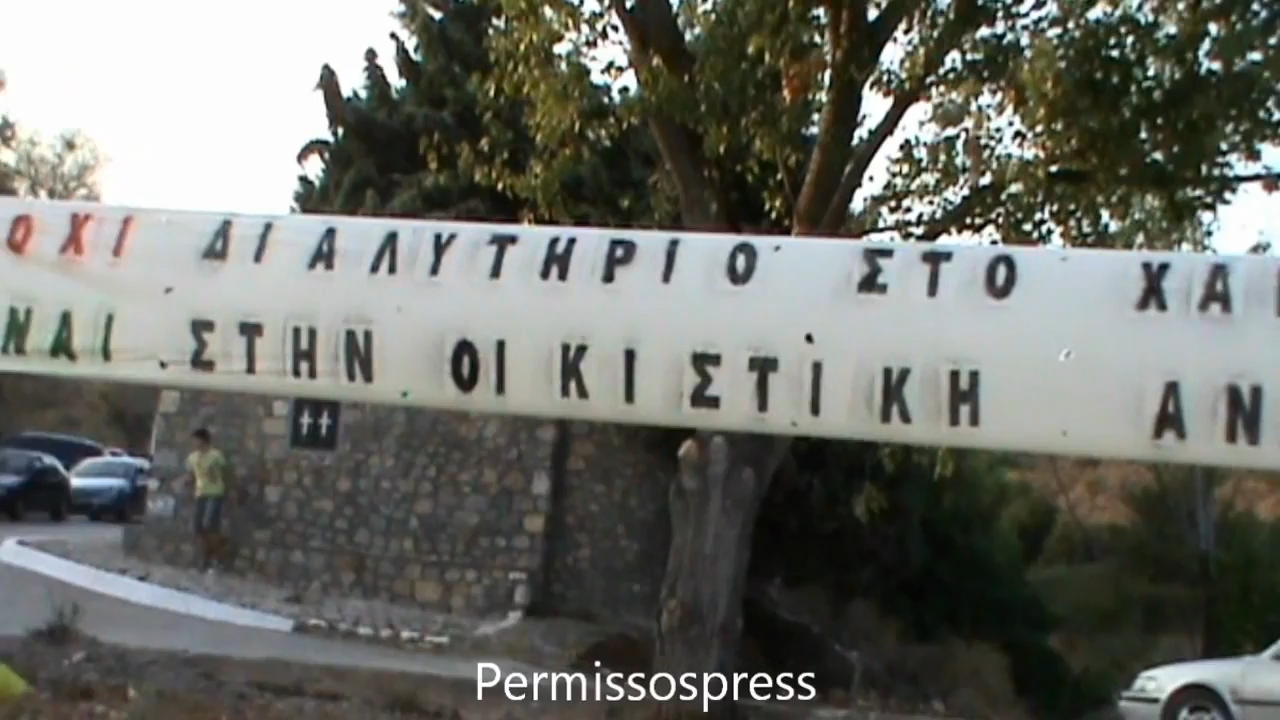 ΟΧΙ ΔΙΑΛΥΤΗΡΙΟ ΣΤΟ ΧΑ
ΝΑΙ ΣΤΗΝ ΟΙΚΙΣΤΙΚΗ ΑΝ
Permissospress